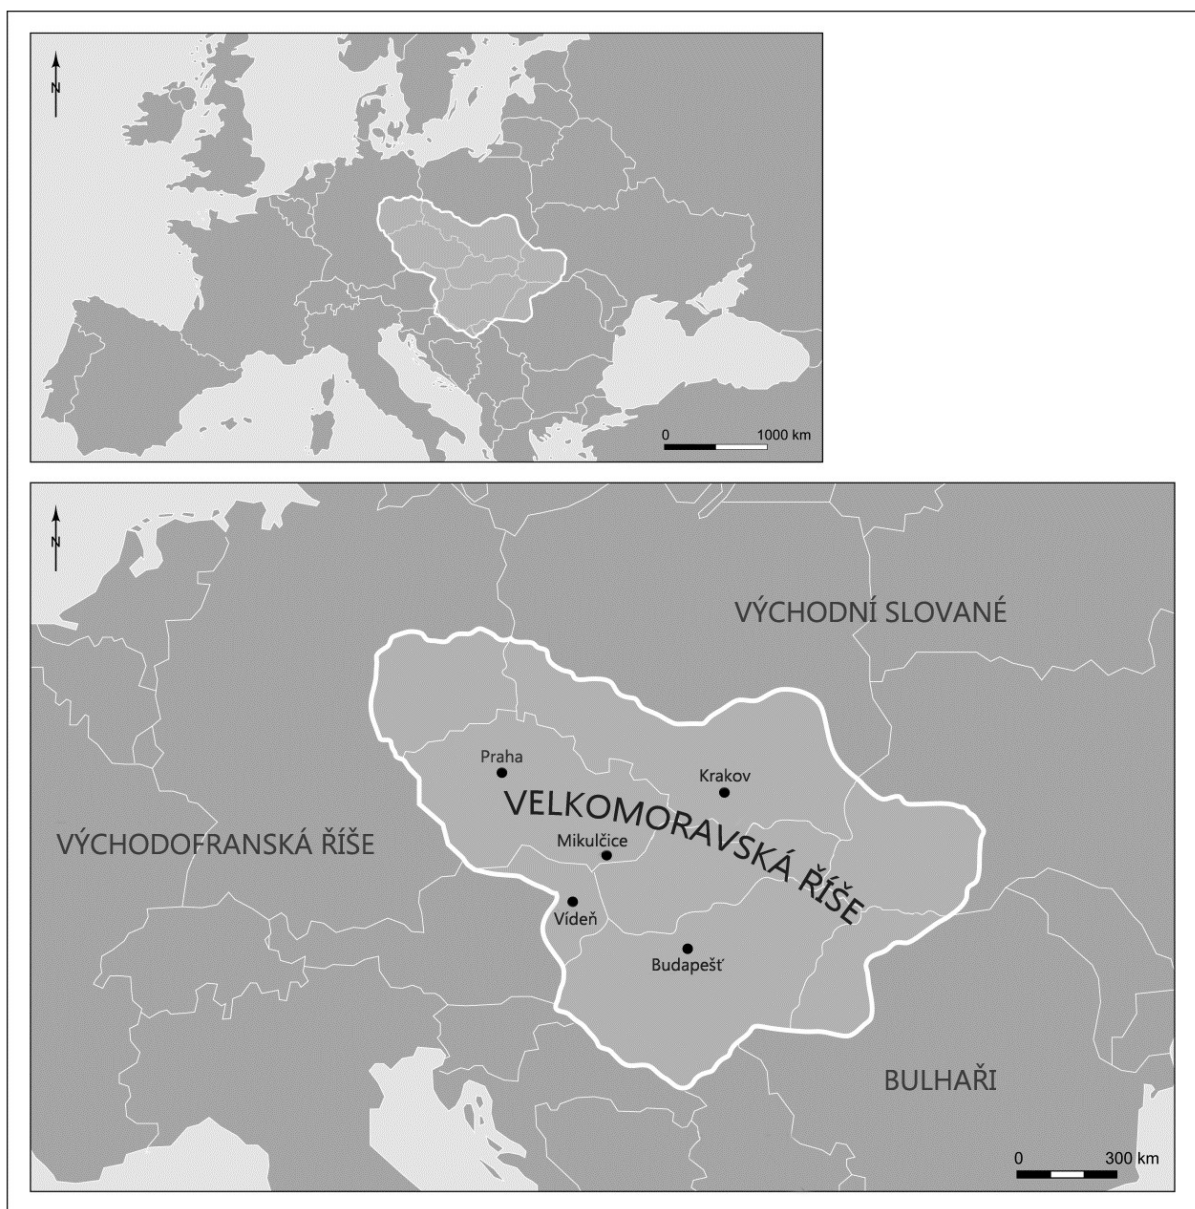 N
0 1000 km
N
VÝCHODNÍ SLOVANÉ
Praha
Krakov
VELKOMORAVSKÁ ŘÍŠE
Mikulčice
VÝCHODOFRANSKÁ ŘÍŠE
Vídeň
Budapešť
BULHAŘI
0 300 km